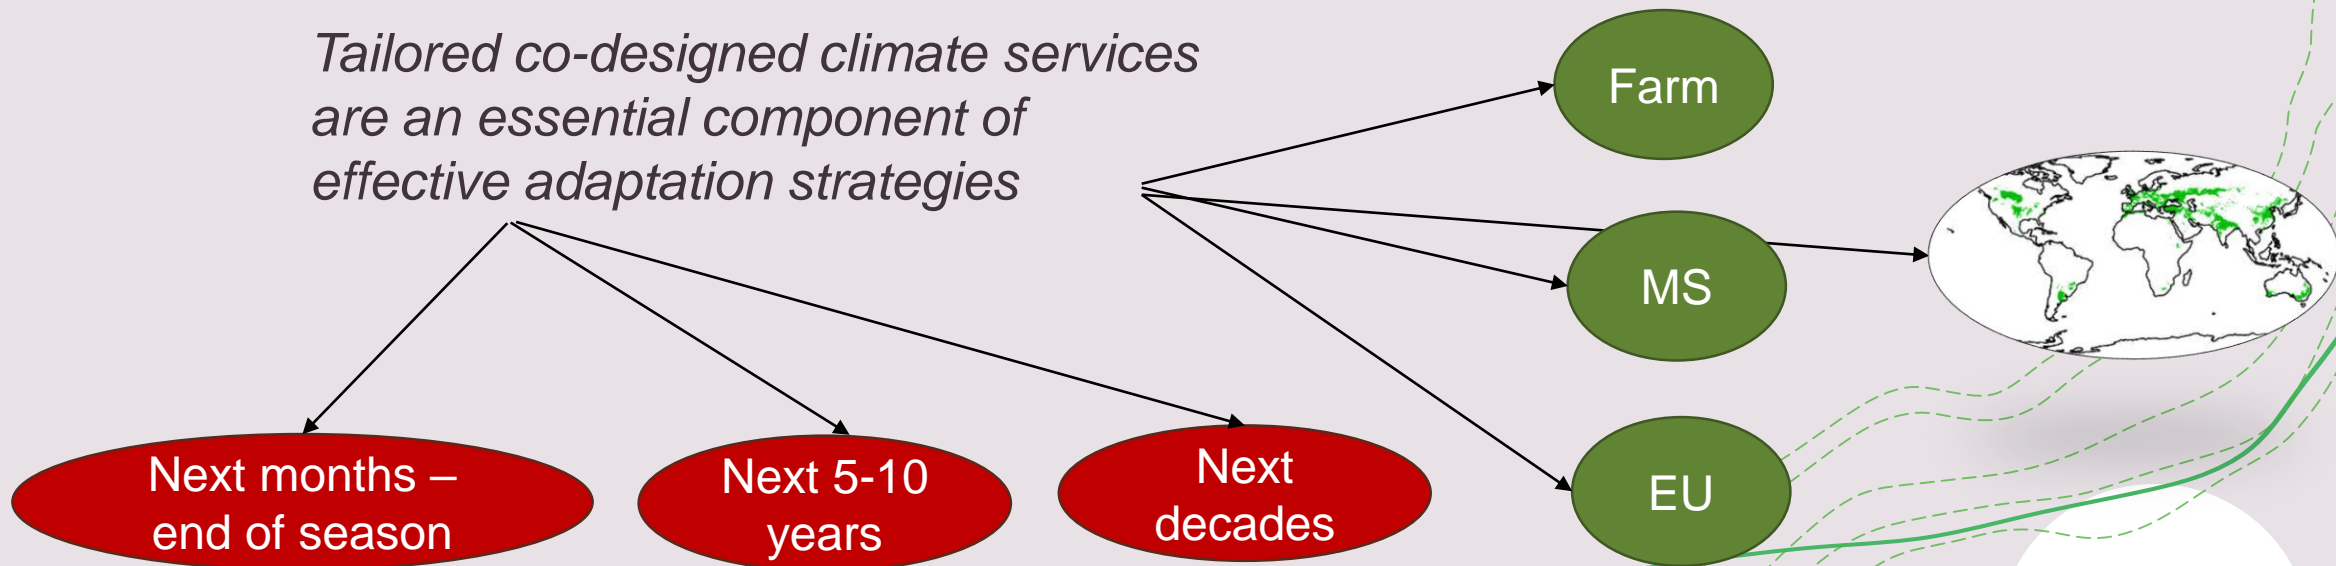 Tailored co-designed climate services
are an essential component of
effective adaptation strategies
Farm
MS
EU
Next months –
end of season
Next 5-10
years
Next
decades